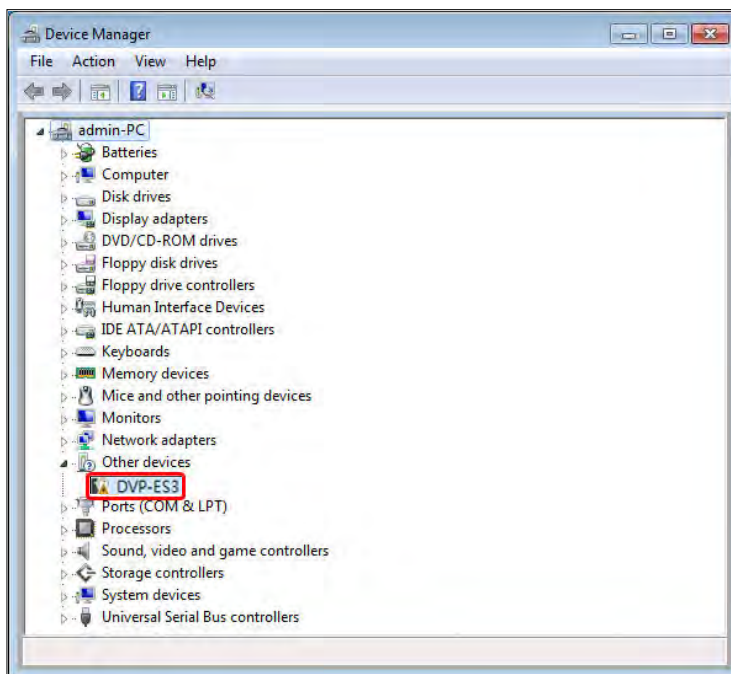 Device Manager
File Action View Help
admin-PC
Batteries
Computer
Disk drives
Display adapters
DVD/CD-ROM drives
Floppy disk drives
Floppy drive controllers
Human Interface Devices
IDE ATA/ATAPI controllers
Keyboards
Memory devices
Mice and other pointing devices
Monitors
Network adapters
Other devices
DVP-ES3
Ports (COM & LPT)
Processors
Sound, video and game controllers
Storage controllers
System devices
Universal Serial Bus controllers